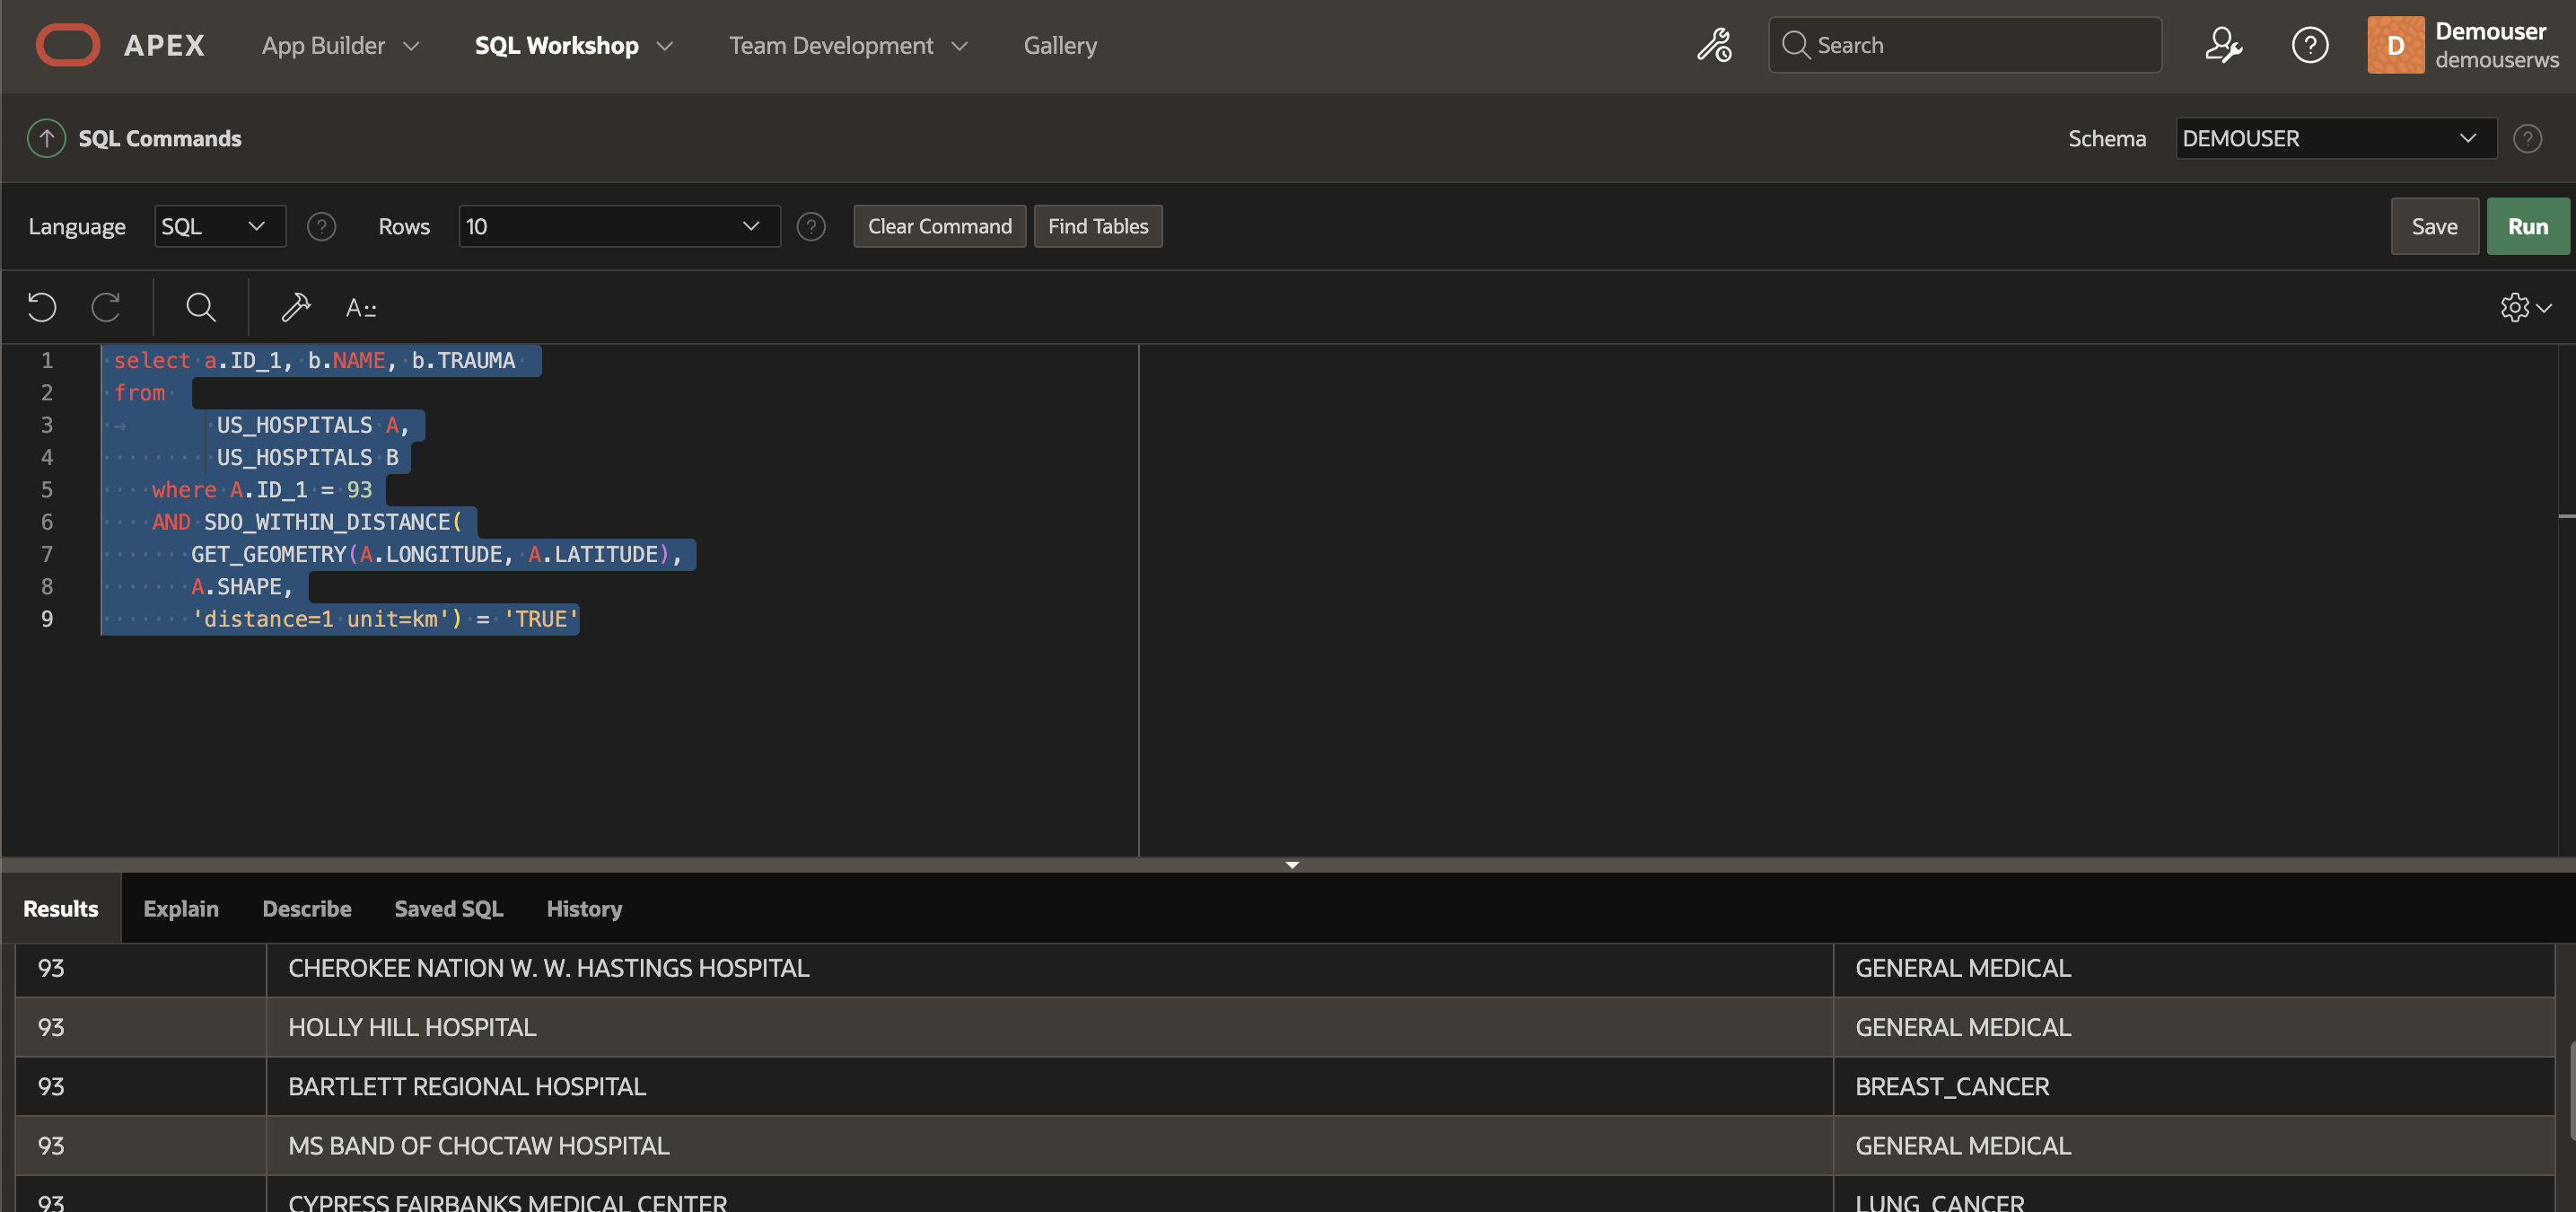 APEX App Builder SQL Workshop Team Development Gallery Search ? D Demouser
demouserws
SQL Commands Schema DEMOUSER ?
Language SQL ? Rows 10 ? Clear Command Find Tables Save Run
A::
1 select a.ID_1, b.NAME, b.TRAUMA
2 from
3 US_HOSPITALS A,
4 US_HOSPITALS B
5 where A.ID_1 = 93
6 AND SDO_WITHIN_DISTANCE(
7 GET_GEOMETRY(A.LONGITUDE, A.LATITUDE),
8 A.SHAPE,
9 'distance=1 unit=km') = 'TRUE'
Results Explain Describe Saved SQL History
93 CHEROKEE NATION W. W. HASTINGS HOSPITAL GENERAL MEDICAL
93 HOLLY HILL HOSPITAL GENERAL MEDICAL
93 BARTLETT REGIONAL HOSPITAL BREAST_CANCER
93 MS BAND OF CHOCTAW HOSPITAL GENERAL MEDICAL
93 CYPRESS FAIRBANKS MEDICAL CENTER LUNG_CANCER